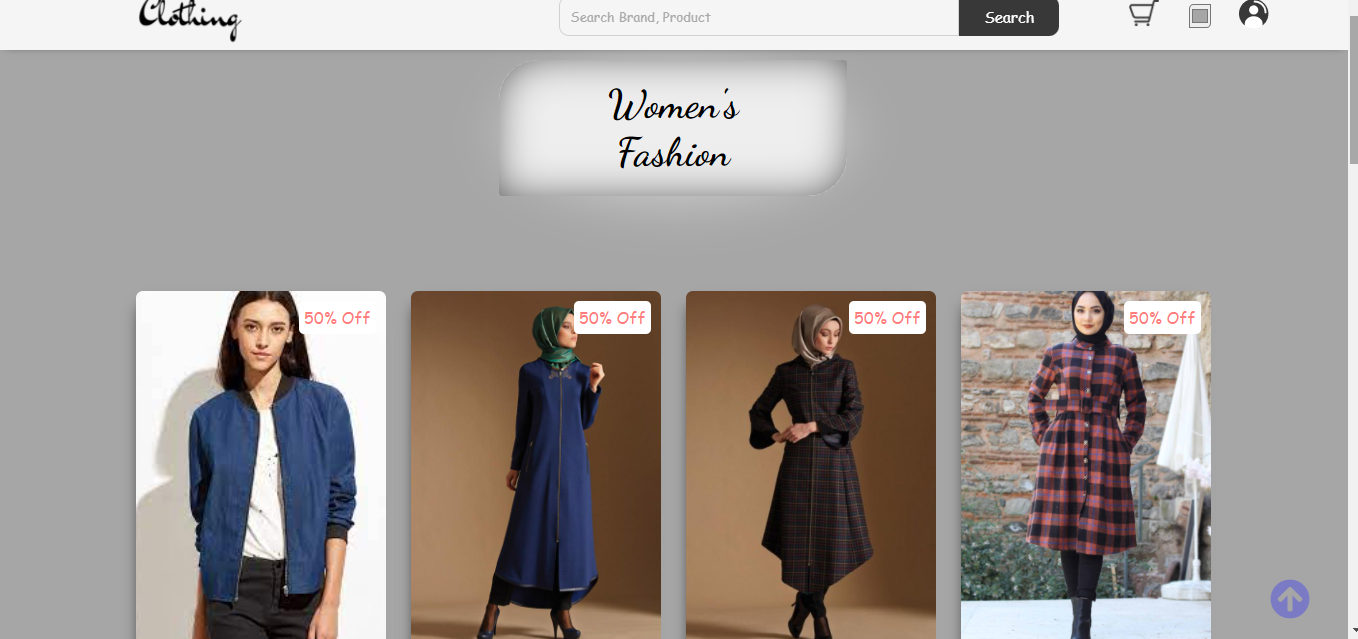 Clothing
Search Brand, Product
Search
Women's
Fashion
50% Off
50% Off
50% Off
50% Off